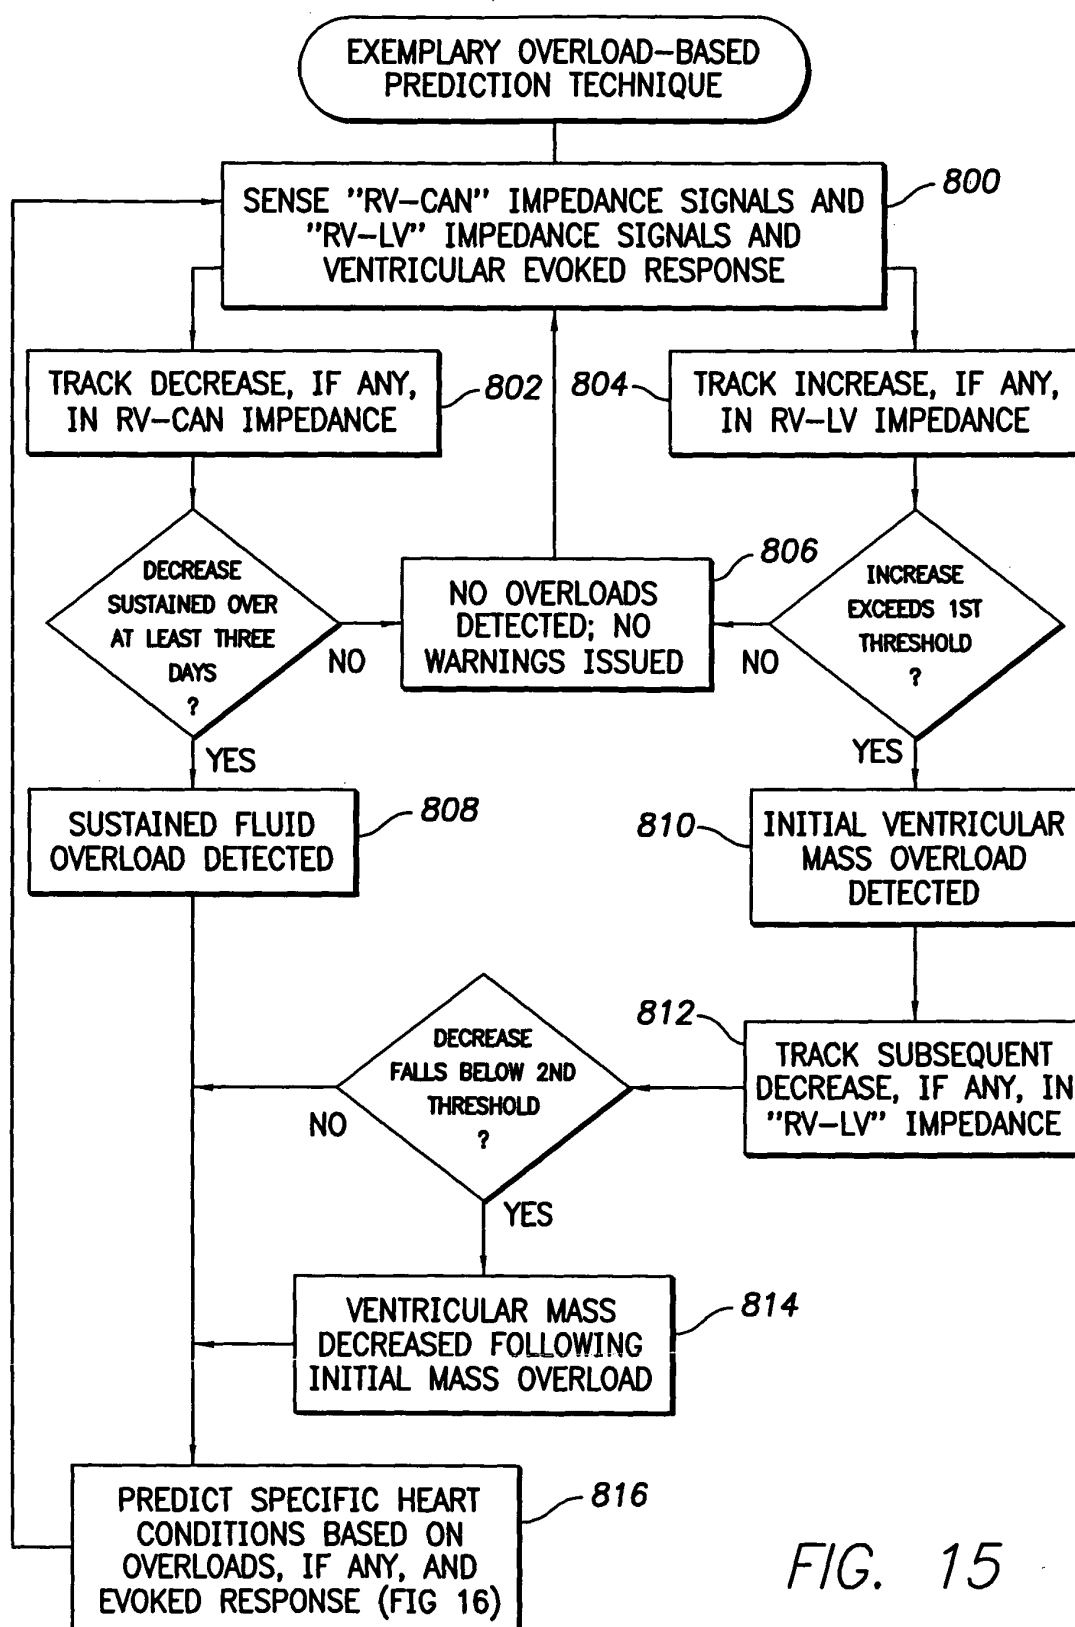 EXEMPLARY OVERLOAD-BASED
PREDICTION TECHNIQUE
SENSE "RV-CAN" IMPEDANCE SIGNALS AND
"RV-LV" IMPEDANCE SIGNALS AND
VENTRICULAR EVOKED RESPONSE
800
TRACK DECREASE, IF ANY,
IN RV-CAN IMPEDANCE
802
804
TRACK INCREASE, IF ANY,
IN RV-LV IMPEDANCE
DECREASE
SUSTAINED OVER
AT LEAST THREE
DAYS
?
NO
YES
806
NO OVERLOADS
DETECTED; NO
WARNINGS ISSUED
INCREASE
EXCEEDS 1ST
THRESHOLD
?
NO
YES
SUSTAINED FLUID
OVERLOAD DETECTED
808
810
INITIAL VENTRICULAR
MASS OVERLOAD
DETECTED
812
TRACK SUBSEQUENT
DECREASE, IF ANY, IN
"RV-LV" IMPEDANCE
DECREASE
FALLS BELOW 2ND
THRESHOLD
?
NO
YES
VENTRICULAR MASS
DECREASED FOLLOWING
INITIAL MASS OVERLOAD
814
PREDICT SPECIFIC HEART
CONDITIONS BASED ON
OVERLOADS, IF ANY, AND
EVOKED RESPONSE (FIG 16)
816
FIG. 15